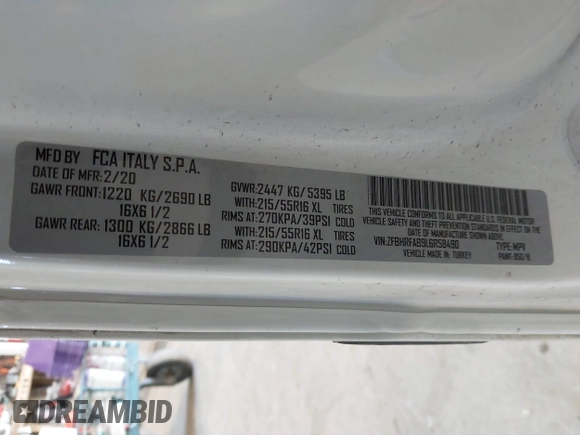 MFD BY FCA ITALY S.P.A.
DATE OF MFR: 2/20
GAWR FRONT: 1220 KG/2690 LB
16X6 1/2
GAWR REAR: 1300 KG/2866 LB
16X6 1/2
GVWR: 2447 KG/ 5395 LB
WITH: 215/55R16 XL TIRES
RIMS AT: 270KPA/39PSI COLD
WITH: 215/55R16 XL TIRES
RIMS AT: 290KPA/42PSI COLD
THIS VEHICLE CONFORMS TO ALL APPLICABLE U.S. FEDERAL MOTOR
VEHICLE SAFETY AND THEFT PREVENTION STANDARDS IN EFFECT ON THE
DATE OF MANUFACTURE SHOWN ABOVE.
VIN: ZFBHRFAB9L6R58490 TYPE: MPV
VEHICLE MADE IN: TURKEY PAINT: 850/B
DREAMBID